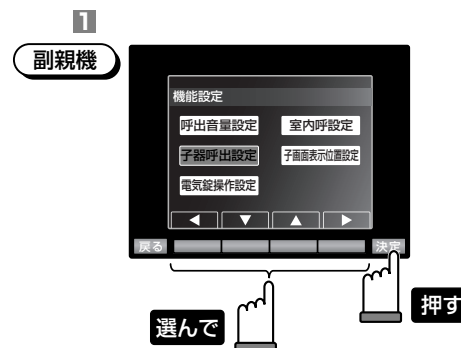 1
副親機
機能設定
呼出音量設定 室内呼設定
子器呼出設定 子画面表示位置設定
電気錠操作設定
◀ ▼ ▲ ▶
戻る 決定
選んで 押す